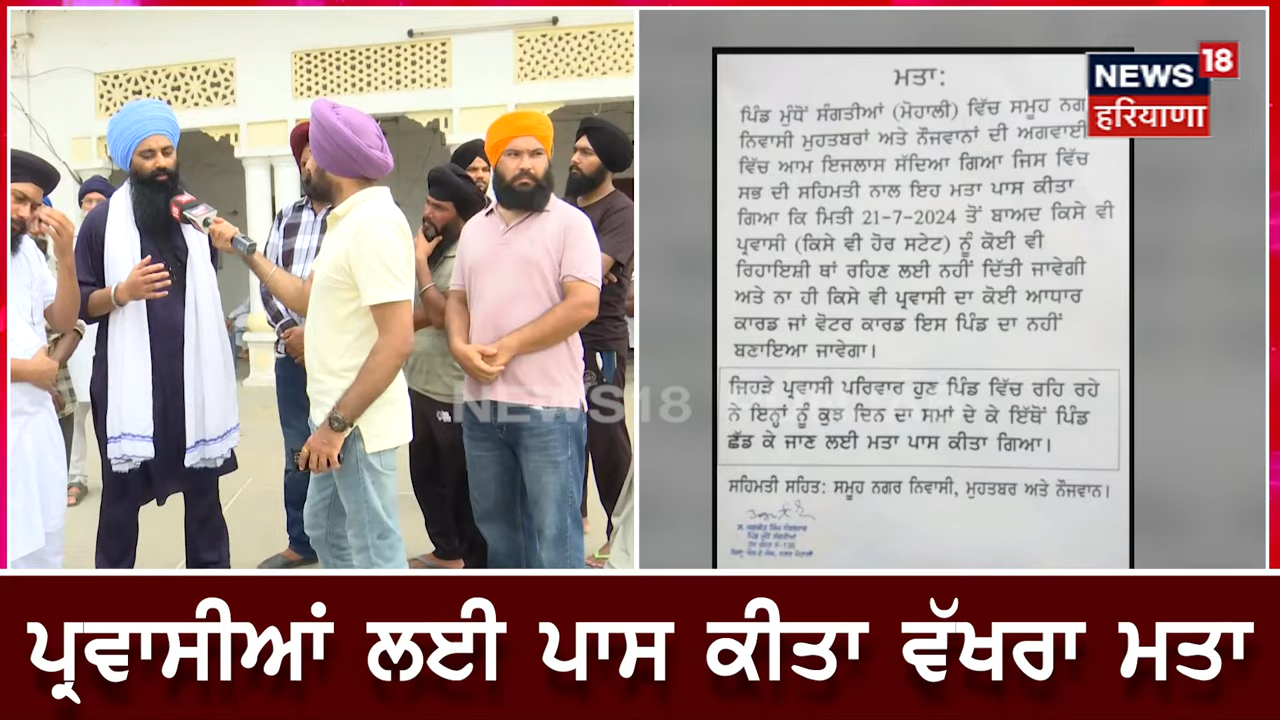 NEWS 18
हरियाणा
ਮਤਾ:
ਪਿੰਡ ਮੁੰਧੋਂ ਸੰਗਤੀਆਂ (ਮੋਹਾਲੀ) ਵਿੱਚ ਸਮੂਹ ਨਗ
ਨਿਵਾਸੀ ਮੁਹਤਬਰਾਂ ਅਤੇ ਨੌਜਵਾਨਾਂ ਦੀ ਅਗਵਾਈ
ਵਿੱਚ ਆਮ ਇਜਲਾਸ ਸੱਦਿਆ ਗਿਆ ਜਿਸ ਵਿੱਚ
ਸਭ ਦੀ ਸਹਿਮਤੀ ਨਾਲ ਇਹ ਮਤਾ ਪਾਸ ਕੀਤਾ
ਗਿਆ ਕਿ ਮਿਤੀ 21-7-2024 ਤੋਂ ਬਾਅਦ ਕਿਸੇ ਵੀ
ਪ੍ਰਵਾਸੀ (ਕਿਸੇ ਵੀ ਹੋਰ ਸਟੇਟ) ਨੂੰ ਕੋਈ ਵੀ
ਰਿਹਾਇਸ਼ੀ ਥਾਂ ਰਹਿਣ ਲਈ ਨਹੀਂ ਦਿੱਤੀ ਜਾਵੇਗੀ
ਅਤੇ ਨਾ ਹੀ ਕਿਸੇ ਵੀ ਪ੍ਰਵਾਸੀ ਦਾ ਕੋਈ ਆਧਾਰ
ਕਾਰਡ ਜਾਂ ਵੋਟਰ ਕਾਰਡ ਇਸ ਪਿੰਡ ਦਾ ਨਹੀਂ
ਬਣਾਇਆ ਜਾਵੇਗਾ।
ਜਿਹੜੇ ਪ੍ਰਵਾਸੀ ਪਰਿਵਾਰ ਹੁਣ ਪਿੰਡ ਵਿੱਚ ਰਹਿ ਰਹੇ
ਨੇ ਇਨ੍ਹਾਂ ਨੂੰ ਕੁਝ ਦਿਨ ਦਾ ਸਮਾਂ ਦੇ ਕੇ ਇੱਥੋਂ ਪਿੰਡ
ਛੱਡ ਕੇ ਜਾਣ ਲਈ ਮਤਾ ਪਾਸ ਕੀਤਾ ਗਿਆ।
ਸਹਿਮਤੀ ਸਹਿਤ: ਸਮੂਹ ਨਗਰ ਨਿਵਾਸੀ, ਮੁਹਤਬਰ ਅਤੇ ਨੌਜਵਾਨ।
NEWS18
ਪ੍ਰਵਾਸੀਆਂ ਲਈ ਪਾਸ ਕੀਤਾ ਵੱਖਰਾ ਮਤਾ